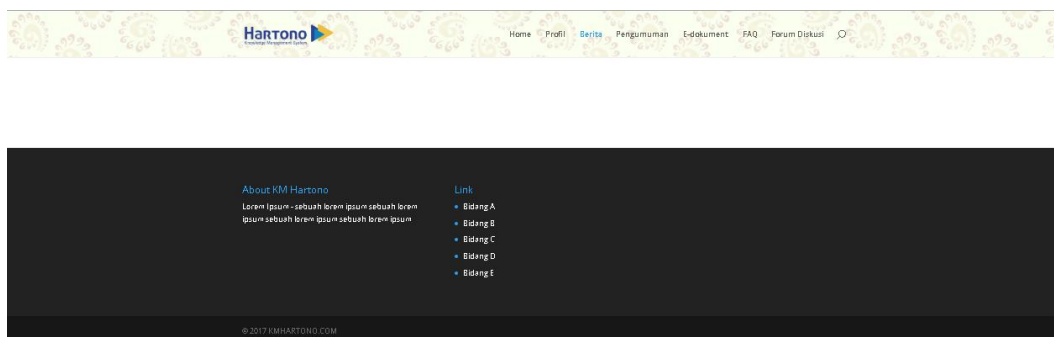 HARTONO
Knowledge Management System
Home Profil Berita Pengumuman E-dokument FAQ Forum Diskusi
About KM Hartono
Lorem Ipsum - sebuah lorem ipsum sebuah lorem
ipsum sebuah lorem ipsum sebuah lorem ipsum
Link
Bidang A
Bidang B
Bidang C
Bidang D
Bidang E
© 2017 KMHARTONO.COM